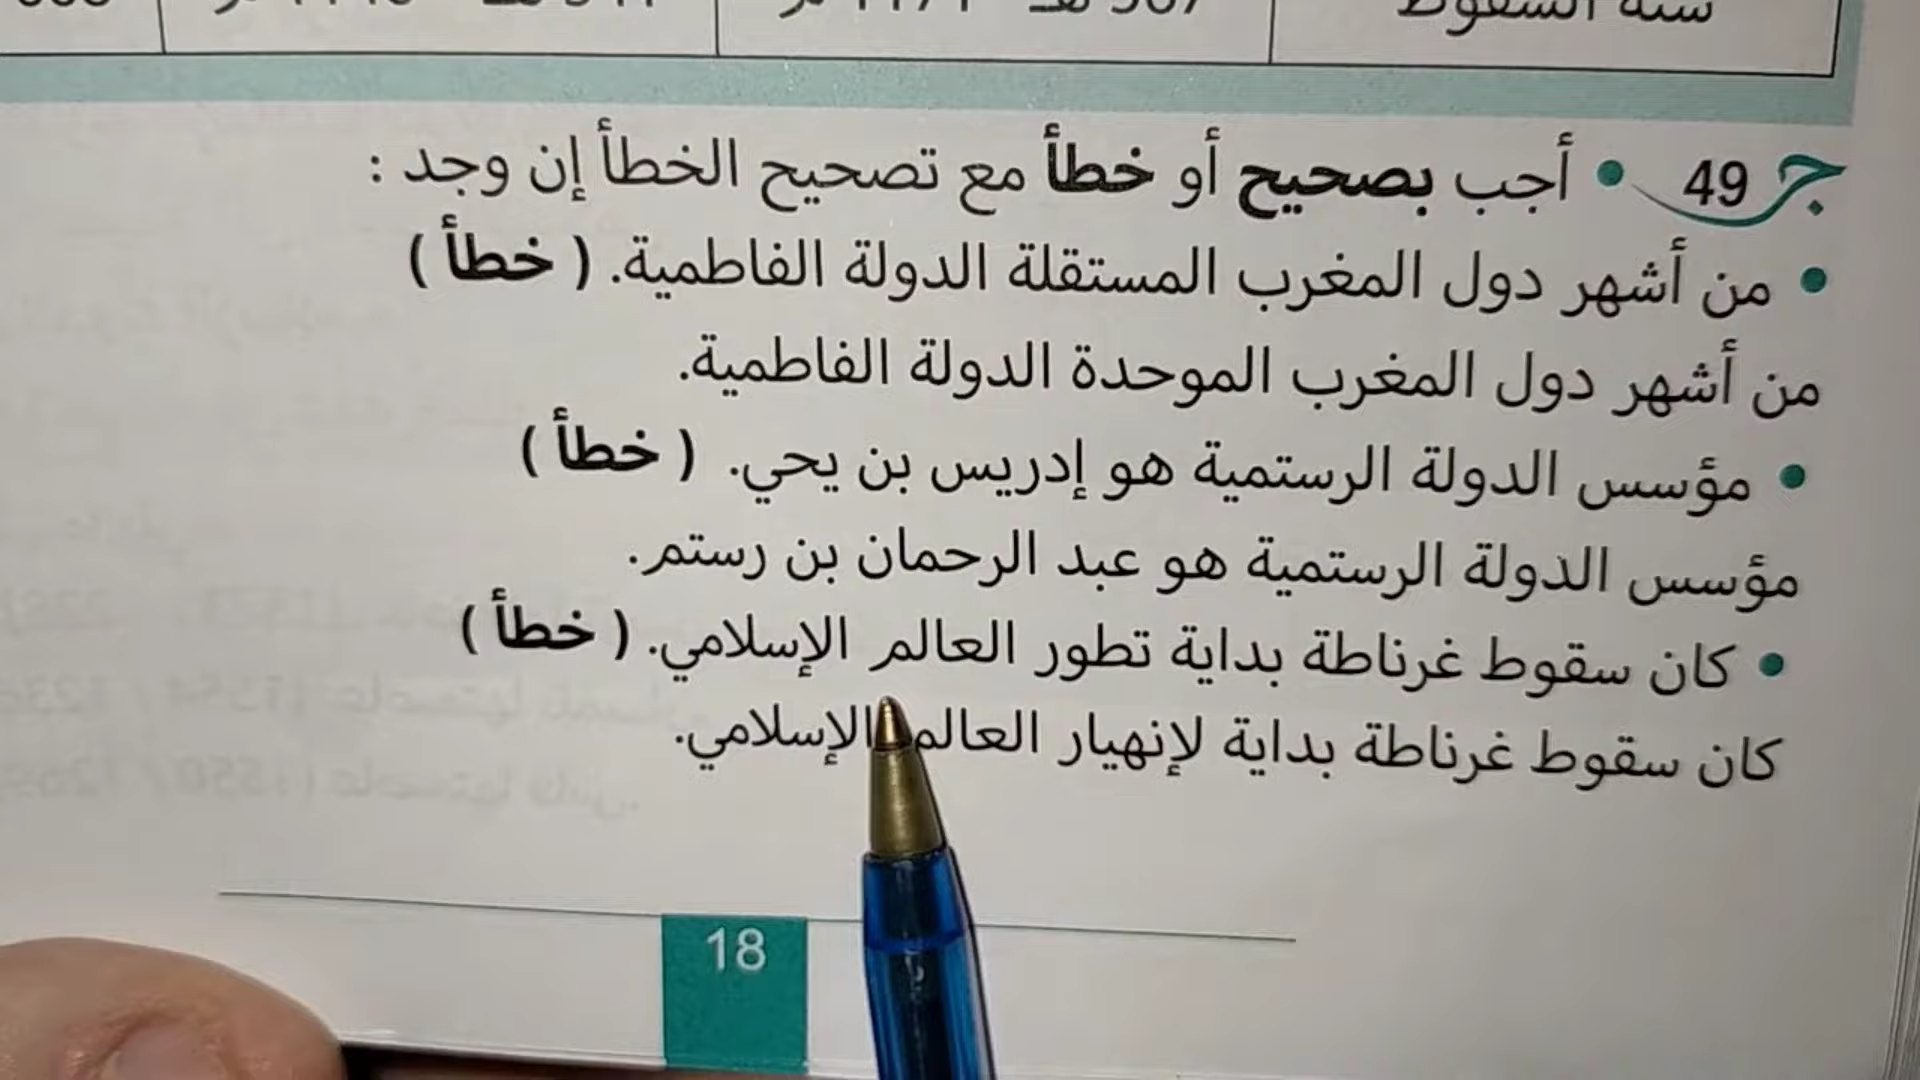 سنة السقوط
ج 49 • أجب بصحيح أو خطأ مع تصحيح الخطأ إن وجد :
• من أشهر دول المغرب المستقلة الدولة الفاطمية. ( خطأ )
من أشهر دول المغرب الموحدة الدولة الفاطمية.
• مؤسس الدولة الرستمية هو إدريس بن يحي. ( خطأ )
مؤسس الدولة الرستمية هو عبد الرحمان بن رستم.
• كان سقوط غرناطة بداية تطور العالم الإسلامي. ( خطأ )
كان سقوط غرناطة بداية لإنهيار العالم الإسلامي.
18